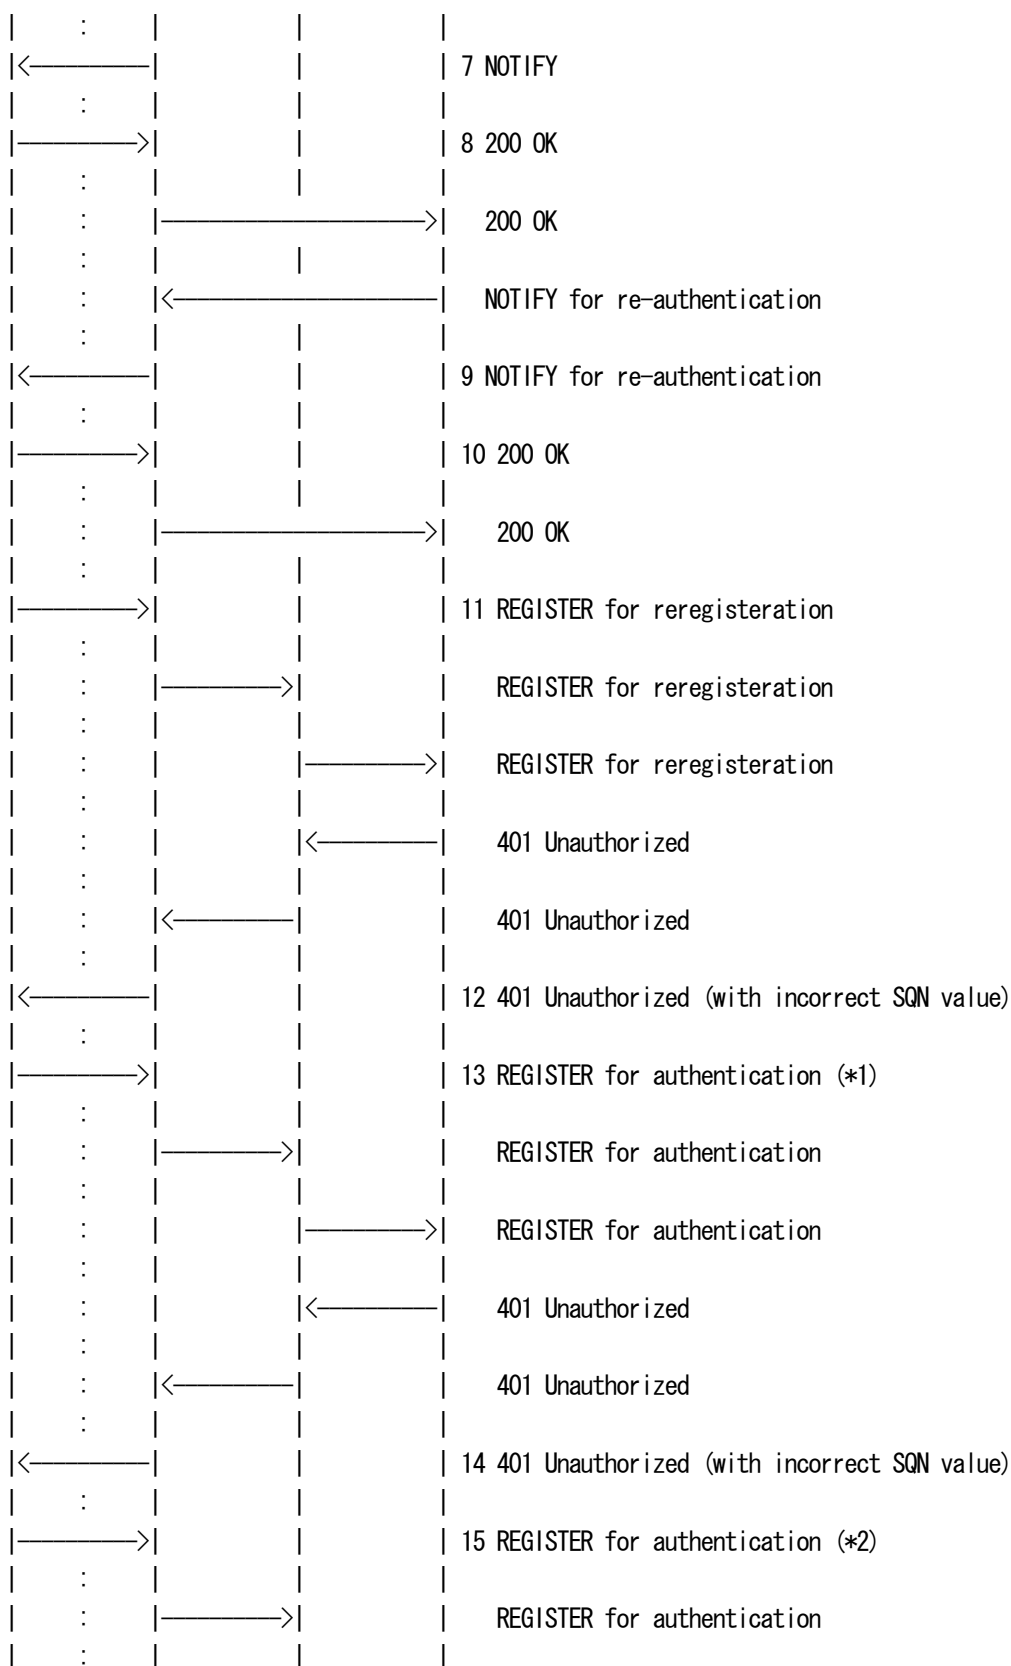 7 NOTIFY
8 200 OK
200 OK
NOTIFY for re-authentication
9 NOTIFY for re-authentication
10 200 OK
200 OK
11 REGISTER for reregisteration
REGISTER for reregisteration
REGISTER for reregisteration
401 Unauthorized
401 Unauthorized
12 401 Unauthorized (with incorrect SQN value)
13 REGISTER for authentication (*1)
REGISTER for authentication
REGISTER for authentication
401 Unauthorized
401 Unauthorized
14 401 Unauthorized (with incorrect SQN value)
15 REGISTER for authentication (*2)
REGISTER for authentication